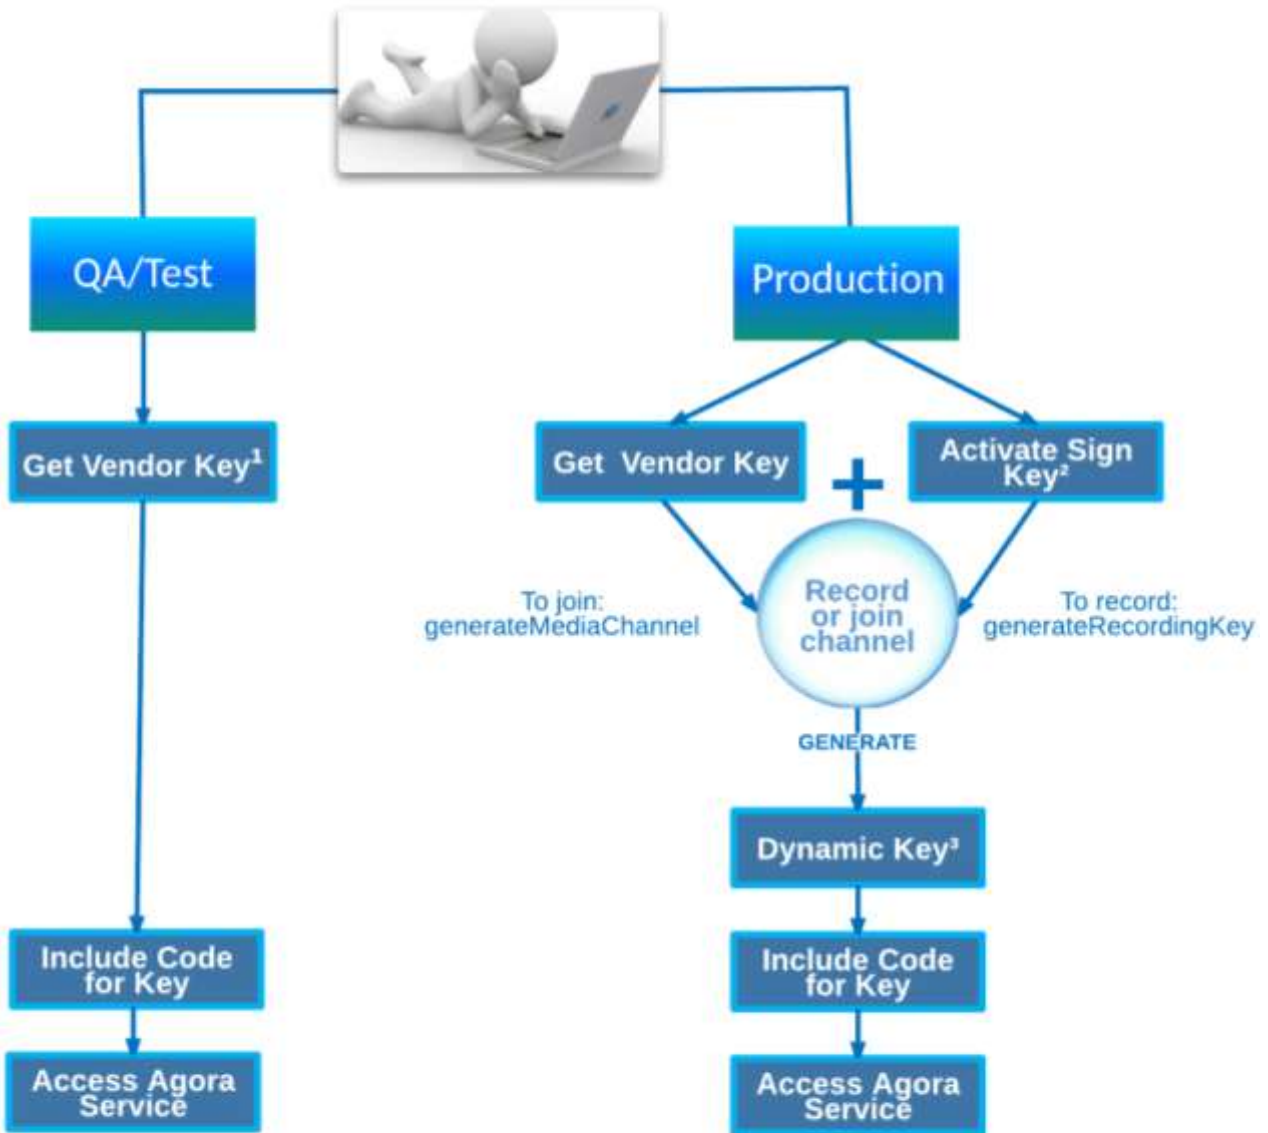 QA/Test
Production
Get Vendor Key¹
Get Vendor Key
+
Activate Sign
Key²
To join:
generateMediaChannel
Record
or join
channel
To record:
generateRecordingKey
GENERATE
Dynamic Key³
Include Code
for Key
Include Code
for Key
Access Agora
Service
Access Agora
Service